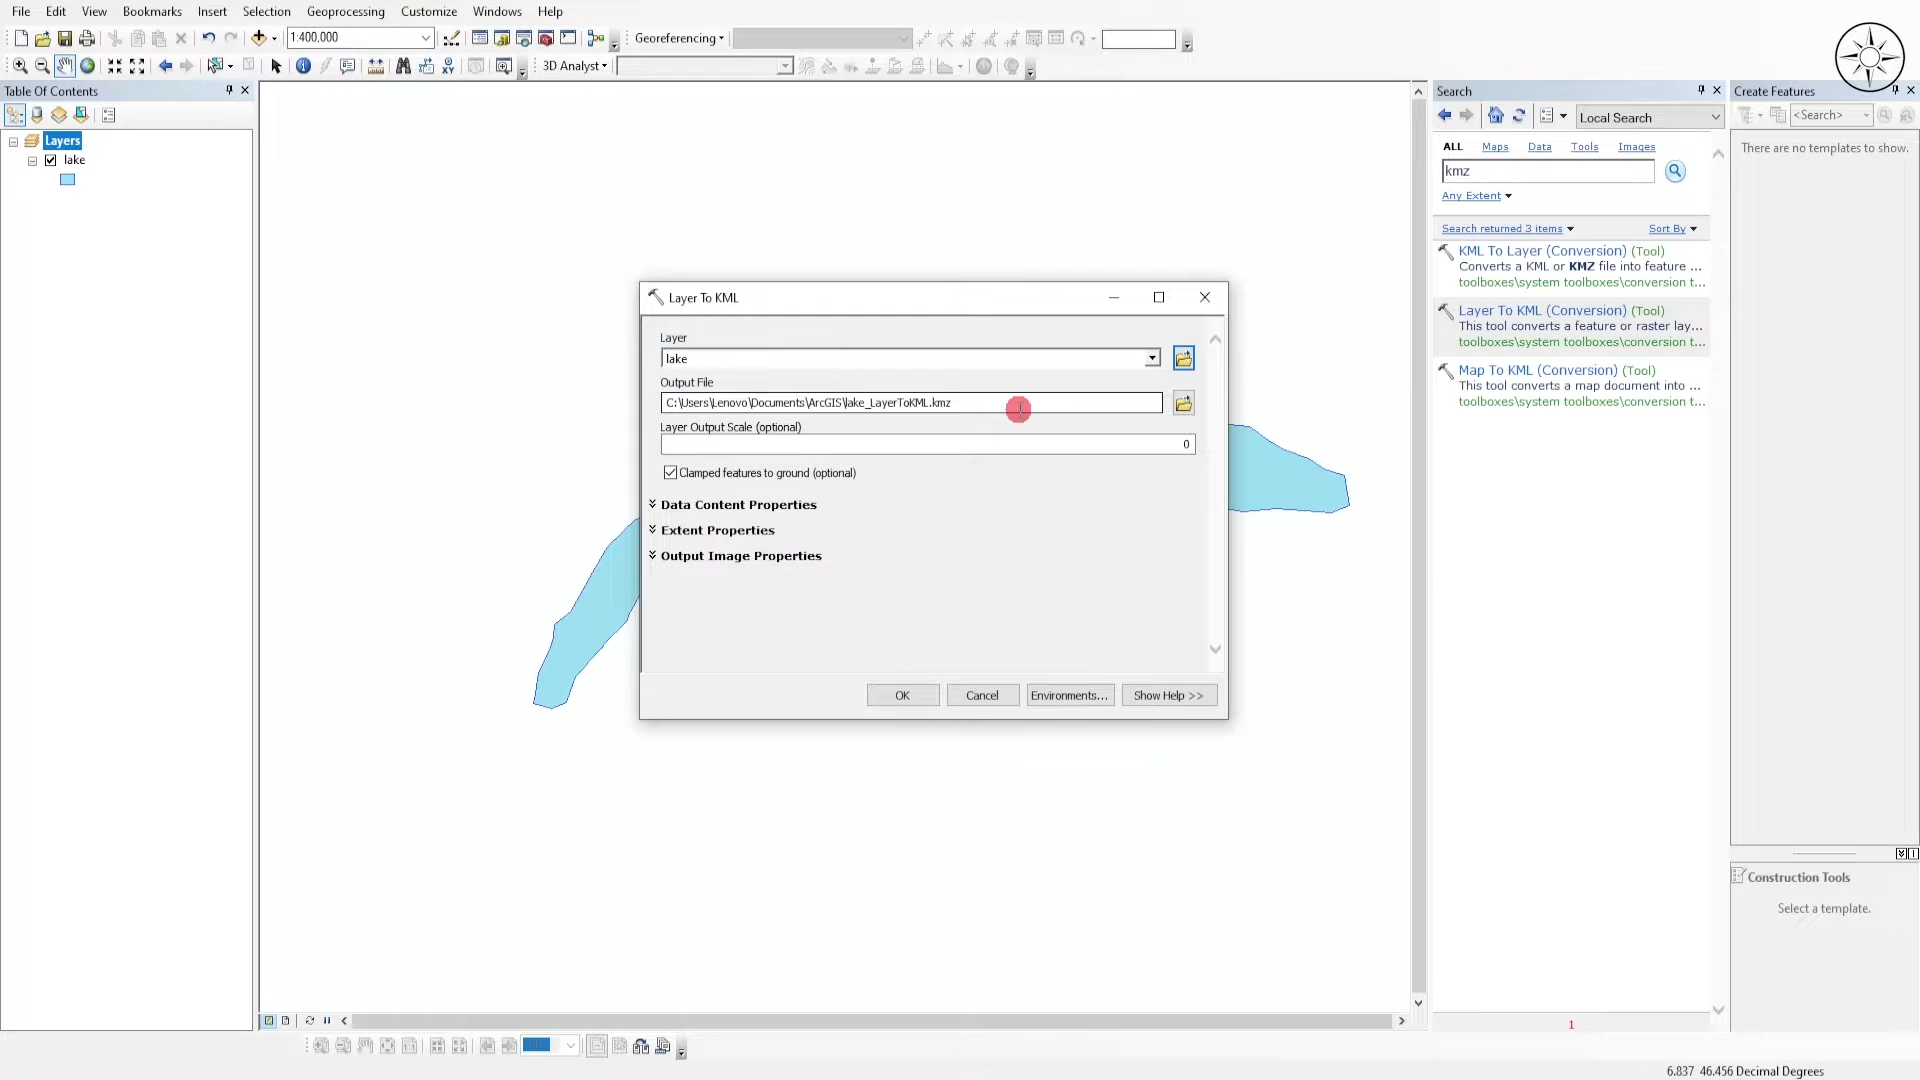 File Edit View Bookmarks Insert Selection Geoprocessing Customize Windows Help
1:400,000 Georeferencing
3D Analyst
Table Of Contents
Layers
lake
Layer To KML
Layer
lake
Output File
C:\Users\Lenovo\Documents\ArcGIS\lake_LayerToKML.kmz
Layer Output Scale (optional)
0
Clamped features to ground (optional)
Data Content Properties
Extent Properties
Output Image Properties
OK Cancel Environments... Show Help >>
Search
Local Search
ALL Maps Data Tools Images
kmz
Any Extent
Search returned 3 items Sort By
KML To Layer (Conversion) (Tool)
Converts a KML or KMZ file into feature ...
toolboxes\system toolboxes\conversion t...
Layer To KML (Conversion) (Tool)
This tool converts a feature or raster lay...
toolboxes\system toolboxes\conversion t...
Map To KML (Conversion) (Tool)
This tool converts a map document into ...
toolboxes\system toolboxes\conversion t...
1
Create Features
<Search>
There are no templates to show.
Construction Tools
Select a template.
6.837 46.456 Decimal Degrees